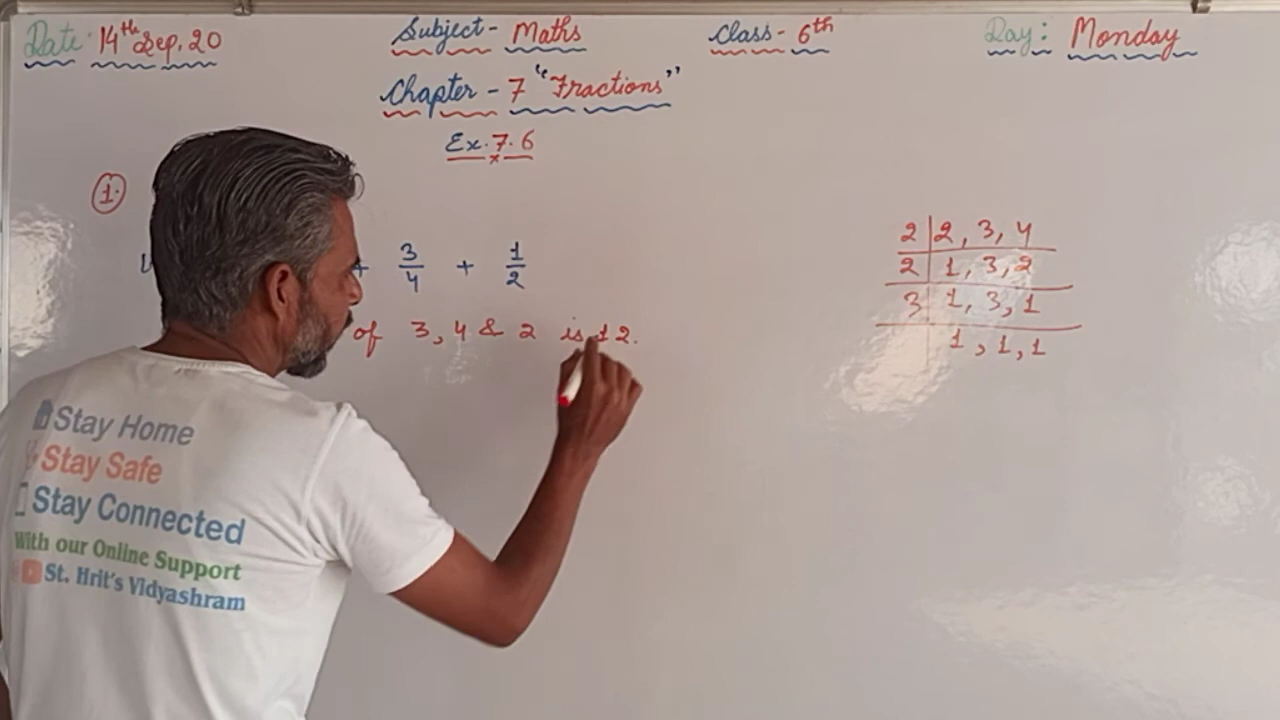 Date: 14th Sep. 20 Subject- Maths Class- 6th Day: Monday
Chapter - 7 "Fractions"
Ex. 7.6
1.
+ 3/4 + 1/2
of 3, 4 & 2 is 12.
2 | 2, 3, 4
2 | 1, 3, 2
3 | 1, 3, 1
1, 1, 1
Stay Home
Stay Safe
Stay Connected
With our Online Support
St. Hrit's Vidyashram